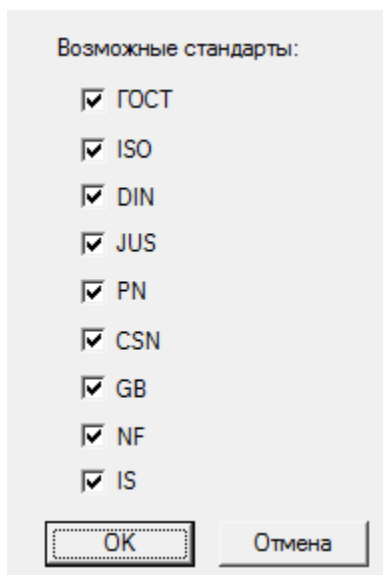 Возможные стандарты:
ГОСТ
ISO
DIN
JUS
PN
CSN
GB
NF
IS
OK
Отмена